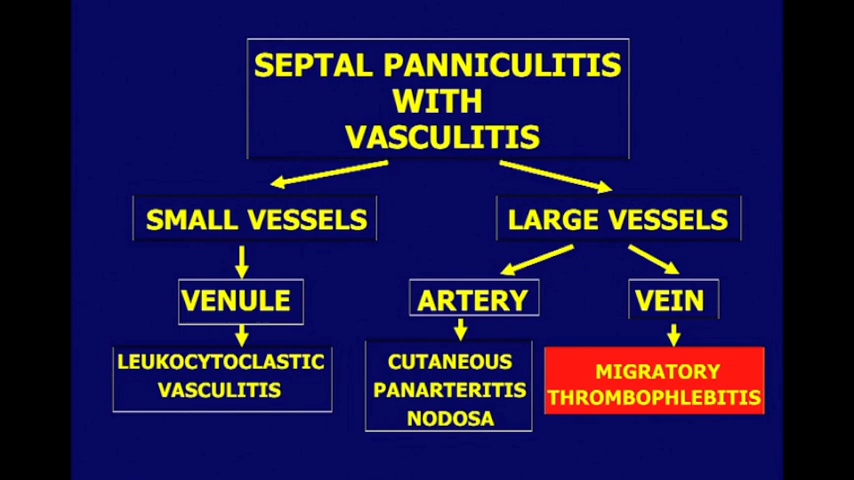 SEPTAL PANNICULITIS
WITH
VASCULITIS
SMALL VESSELS
LARGE VESSELS
VENULE
ARTERY
VEIN
LEUKOCYTOCLASTIC
VASCULITIS
CUTANEOUS
PANARTERITIS
NODOSA
MIGRATORY
THROMBOPHLEBITIS